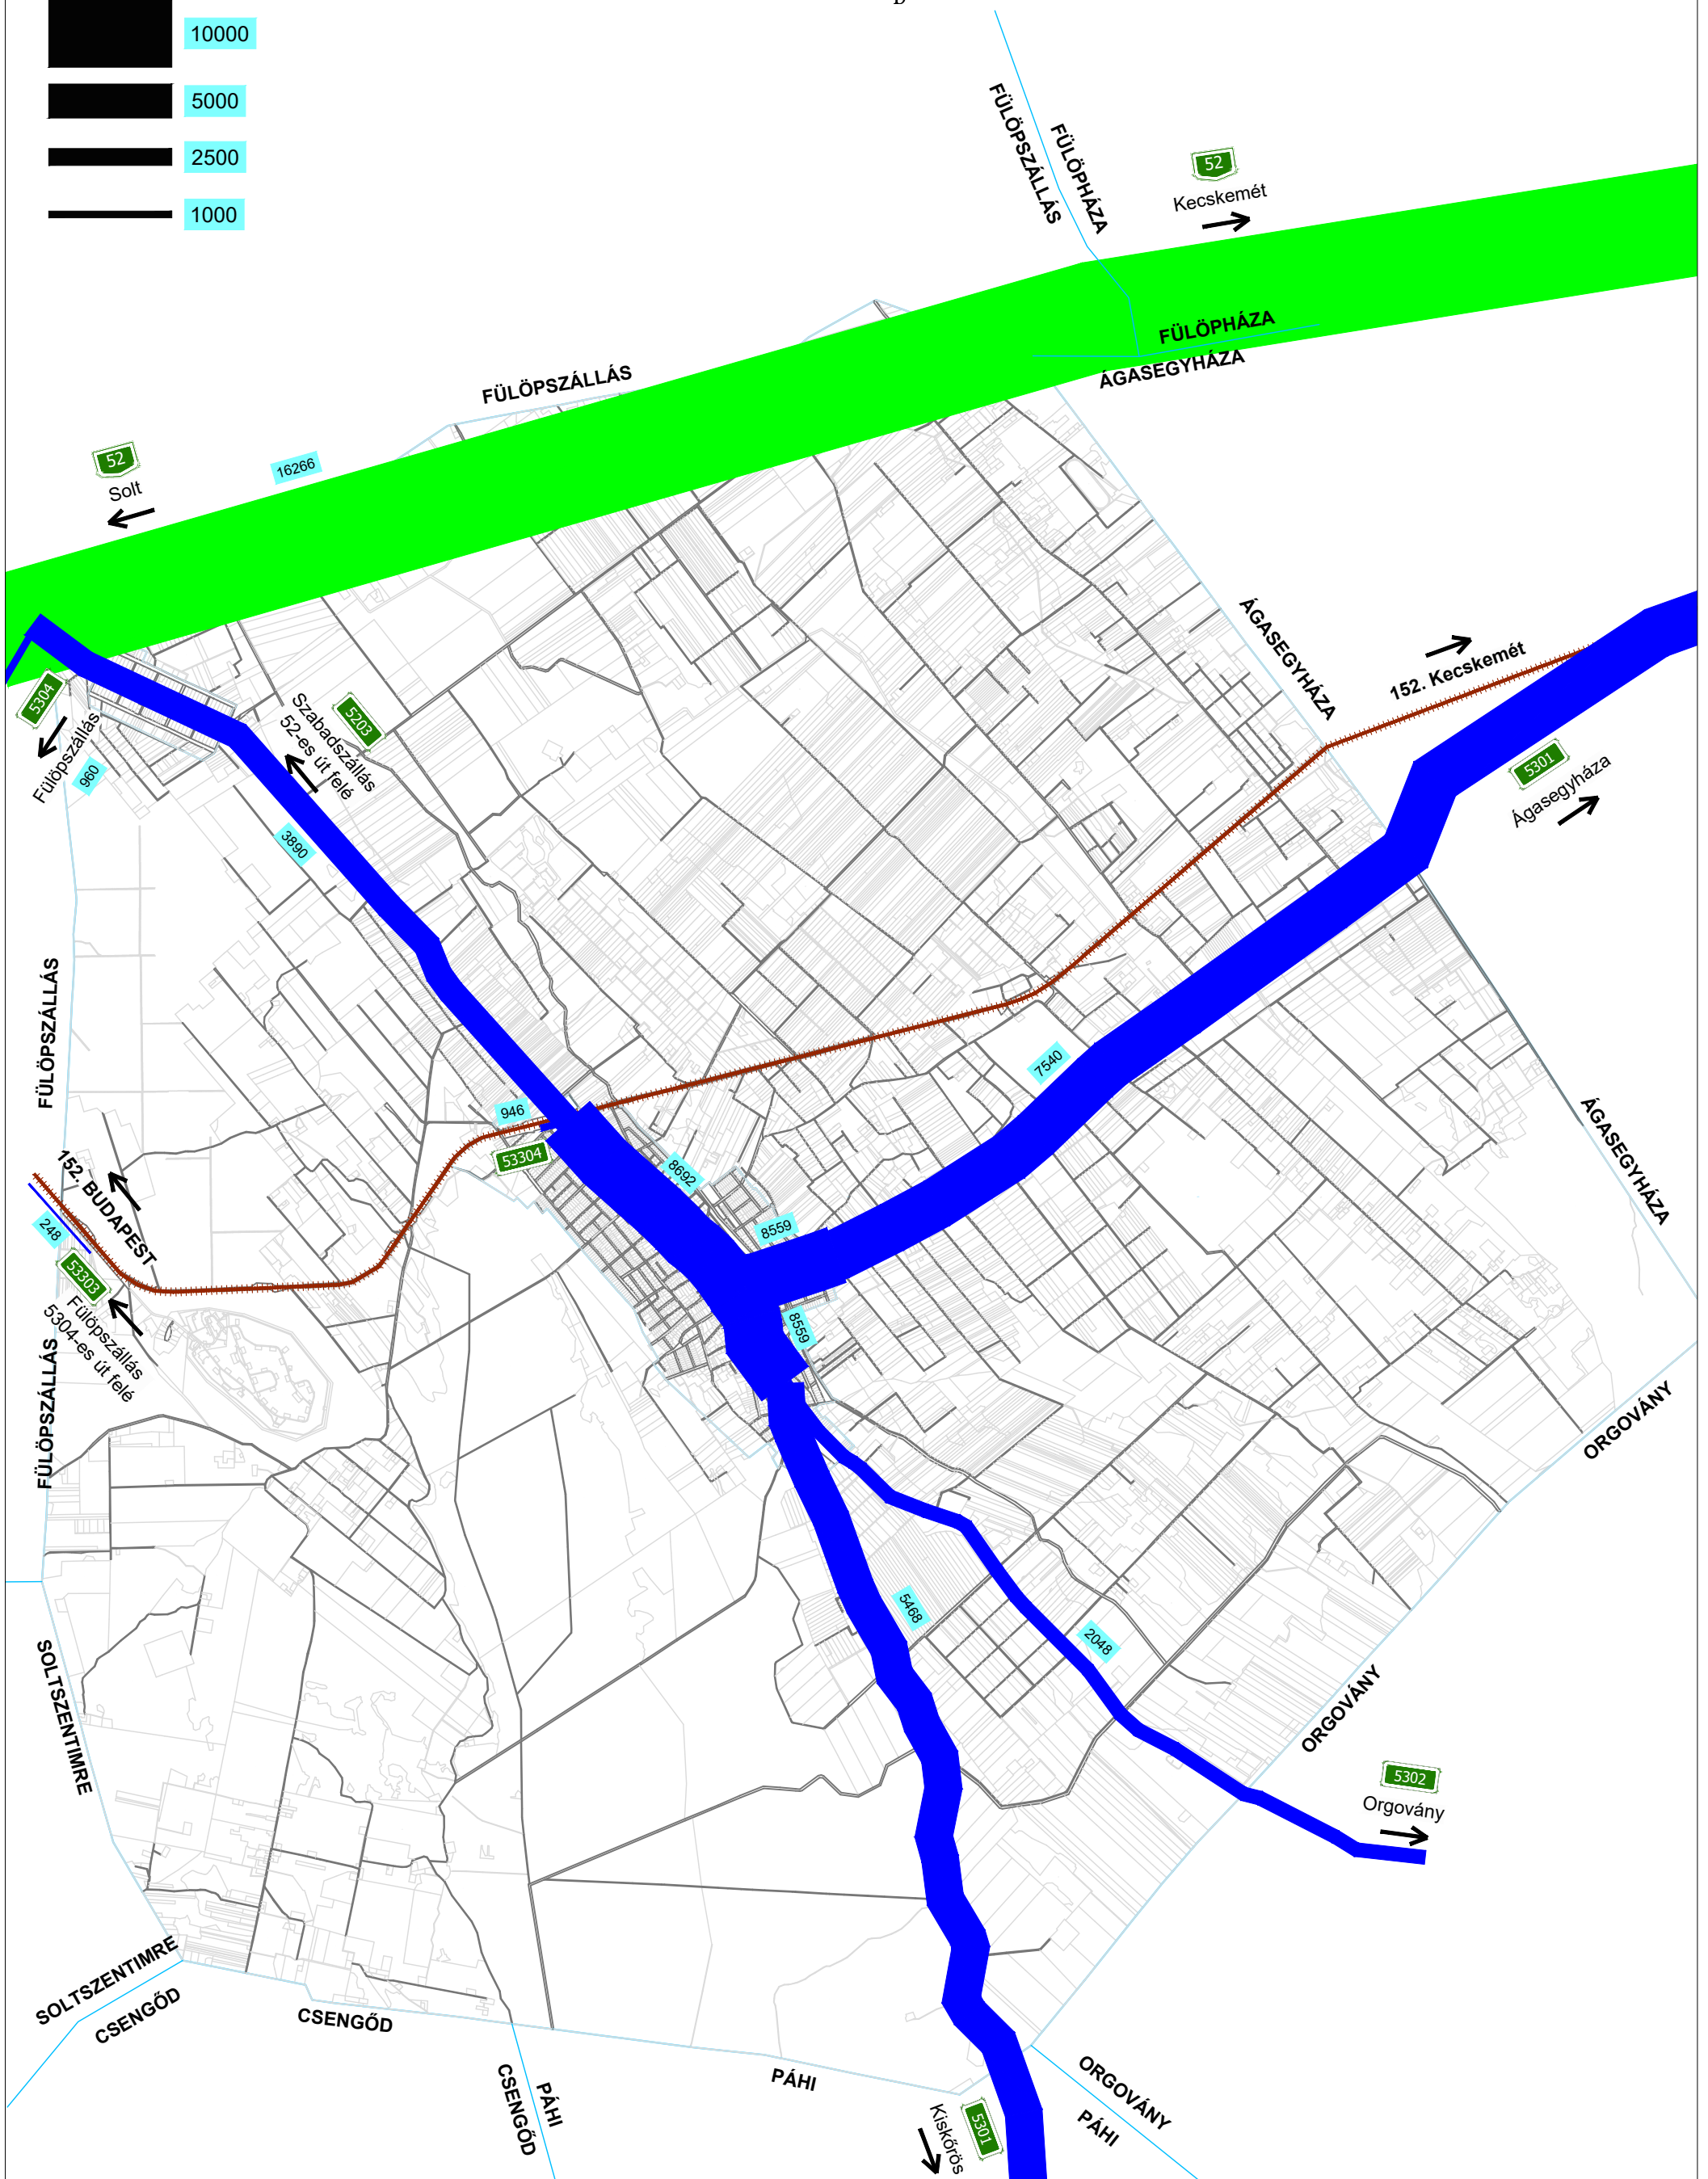 10000
5000
2500
1000
FÜLÖPSZÁLLÁS
FÜLÖPHÁZA
52
Kecskemét
FÜLÖPHÁZA
ÁGASEGYHÁZA
FÜLÖPSZÁLLÁS
52
Solt
16266
5304
Fülöpszállás
960
5203
Szabadszállás
52-es út felé
3890
ÁGASEGYHÁZA
152. Kecskemét
5301
Ágasegyháza
FÜLÖPSZÁLLÁS
7540
946
53304
8692
8559
8559
ÁGASEGYHÁZA
152. BUDAPEST
248
53303
Fülöpszállás
5304-es út felé
FÜLÖPSZÁLLÁS
ORGOVÁNY
5468
2048
SOLTSZENTIMRE
ORGOVÁNY
5302
Orgovány
SOLTSZENTIMRE
CSENGŐD
CSENGŐD
CSENGŐD
PÁHI
PÁHI
ORGOVÁNY
PÁHI
Kiskőrös
5301